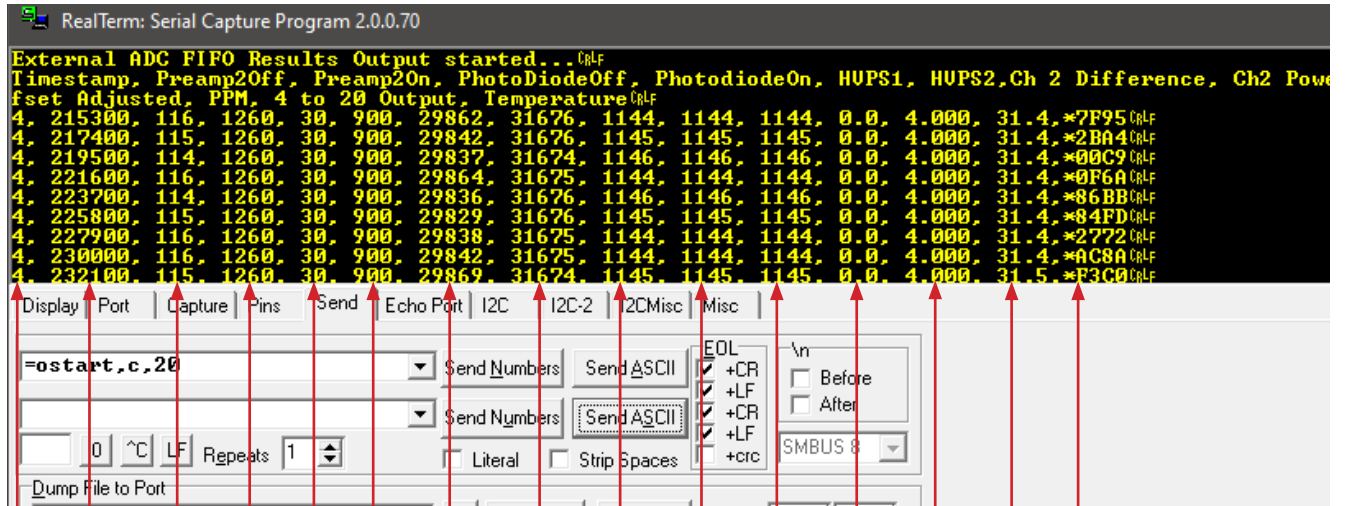 RealTerm: Serial Capture Program 2.0.0.70
External ADC FIFO Results Output started...CRLF
Timestamp, Preamp2Off, Preamp2On, PhotoDiodeOff, PhotodiodeOn, HVPS1, HVPS2,Ch 2 Difference, Ch2 Powe
fset Adjusted, PPM, 4 to 20 Output, TemperatureCRLF
4, 215300, 116, 1260, 30, 900, 29862, 31676, 1144, 1144, 1144, 0.0, 4.000, 31.4,*7F95CRLF
4, 217400, 115, 1260, 30, 900, 29842, 31676, 1145, 1145, 1145, 0.0, 4.000, 31.4,*2BA4CRLF
4, 219500, 114, 1260, 30, 900, 29837, 31674, 1146, 1146, 1146, 0.0, 4.000, 31.4,*00C9CRLF
4, 221600, 116, 1260, 30, 900, 29864, 31675, 1144, 1144, 1144, 0.0, 4.000, 31.4,*0F6ACRLF
4, 223700, 114, 1260, 30, 900, 29836, 31676, 1146, 1146, 1146, 0.0, 4.000, 31.4,*86BBCRLF
4, 225800, 115, 1260, 30, 900, 29829, 31676, 1145, 1145, 1145, 0.0, 4.000, 31.4,*84FDCRLF
4, 227900, 116, 1260, 30, 900, 29838, 31675, 1144, 1144, 1144, 0.0, 4.000, 31.4,*2772CRLF
4, 230000, 116, 1260, 30, 900, 29842, 31675, 1144, 1144, 1144, 0.0, 4.000, 31.4,*AC8ACRLF
4, 232100, 115, 1260, 30, 900, 29869, 31674, 1145, 1145, 1145, 0.0, 4.000, 31.5,*F3C0CRLF
Display Port Capture Pins Send Echo Port I2C I2C-2 I2CMisc Misc
=ostart,c,20 Send Numbers Send ASCII EOL +CR +LF \n Before
Send Numbers Send ASCII +CR +LF After
0 ^C LF Repeats 1 Literal Strip Spaces +crc SMBUS 8
Dump File to Port